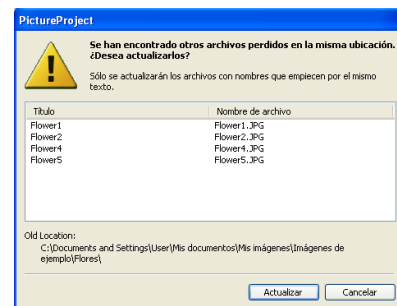 PictureProject
Se han encontrado otros archivos perdidos en la misma ubicación.
¿Desea actualizarlos?
Sólo se actualizarán los archivos con nombres que empiecen por el mismo
texto.
Título Nombre de archivo
Flower1 Flower1.JPG
Flower2 Flower2.JPG
Flower4 Flower4.JPG
Flower5 Flower5.JPG
Old Location:
C:\Documents and Settings\User\Mis documentos\Mis imágenes\Imágenes de
ejemplo\Flores\
Actualizar Cancelar